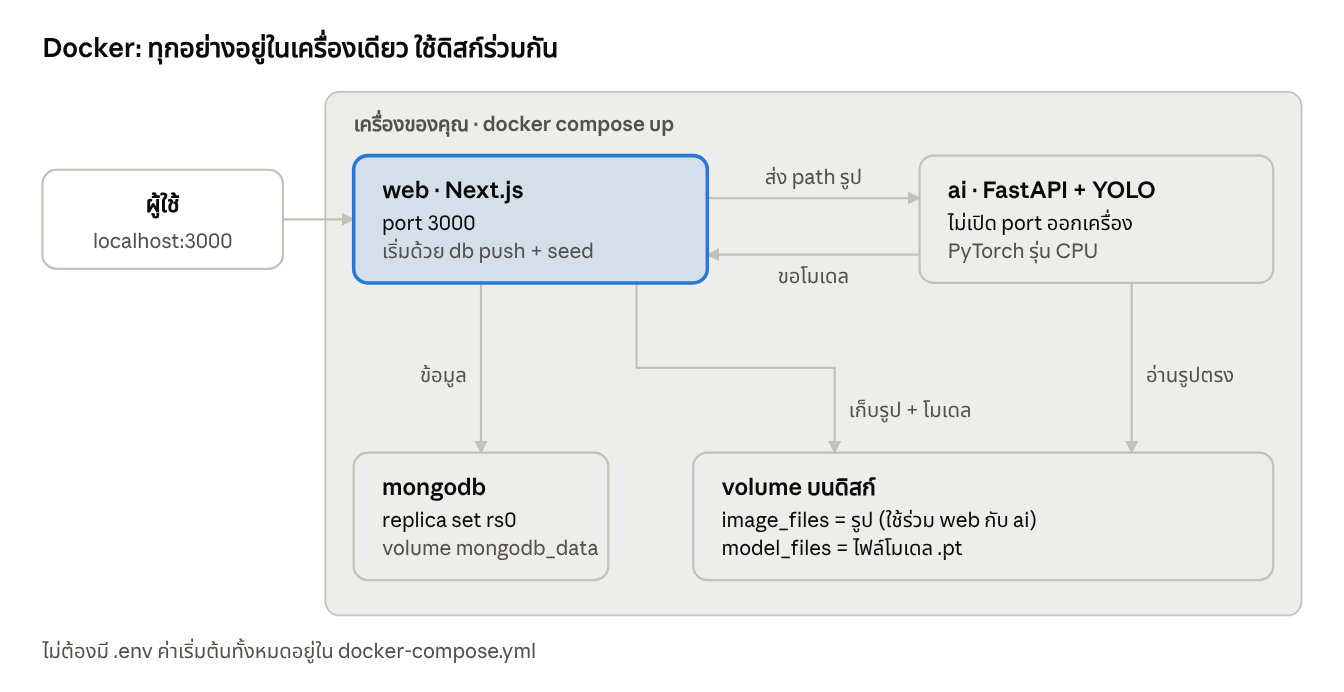 Docker: ทุกอย่างอยู่ในเครื่องเดียว ใช้ดิสก์ร่วมกัน
เครื่องของคุณ · docker compose up
ผู้ใช้
localhost:3000
web · Next.js
port 3000
เริ่มด้วย db push + seed
ส่ง path รูป
ขอโมเดล
ai · FastAPI + YOLO
ไม่เปิด port ออกเครื่อง
PyTorch รุ่น CPU
ข้อมูล
เก็บรูป + โมเดล
อ่านรูปตรง
mongodb
replica set rs0
volume mongodb_data
volume บนดิสก์
image_files = รูป (ใช้ร่วม web กับ ai)
model_files = ไฟล์โมเดล .pt
ไม่ต้องมี .env ค่าเริ่มต้นทั้งหมดอยู่ใน docker-compose.yml